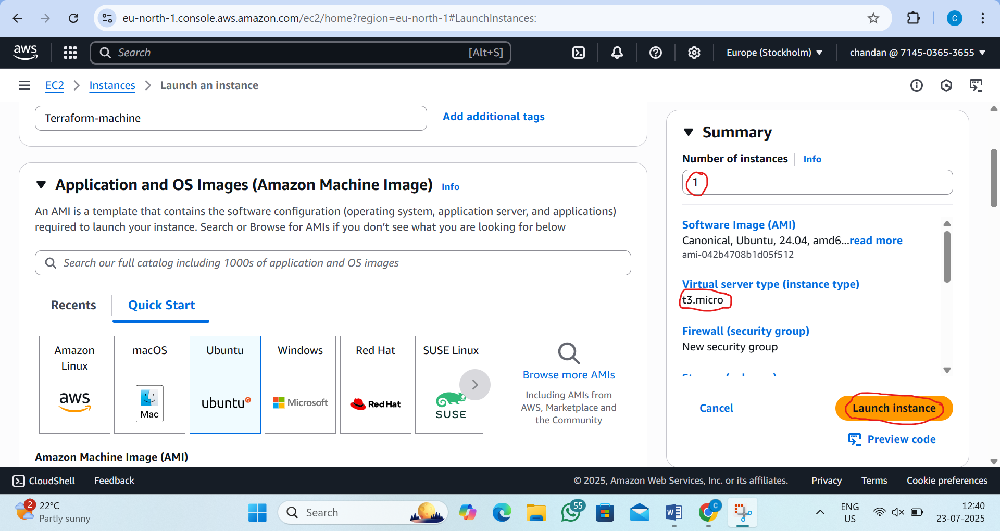 eu-north-1.console.aws.amazon.com/ec2/home?region=eu-north-1#LaunchInstances:
C
aws
Search
[Alt+S]
Europe (Stockholm)
chandan @ 7145-0365-3655
EC2
Instances
Launch an instance
Terraform-machine
Add additional tags
Application and OS Images (Amazon Machine Image) Info
An AMI is a template that contains the software configuration (operating system, application server, and applications)
required to launch your instance. Search or Browse for AMIs if you don’t see what you are looking for below
Search our full catalog including 1000s of application and OS images
Recents
Quick Start
Amazon
Linux
aws
macOS
Mac
Ubuntu
ubuntu
Windows
Microsoft
Red Hat
Red Hat
SUSE Linux
SUSE
Browse more AMIs
Including AMIs from
AWS, Marketplace and
the Community
Amazon Machine Image (AMI)
Summary
Number of instances Info
1
Software Image (AMI)
Canonical, Ubuntu, 24.04, amd6...read more
ami-042b4708b1d05f512
Virtual server type (instance type)
t3.micro
Firewall (security group)
New security group
Cancel
Launch instance
Preview code
CloudShell
Feedback
© 2025, Amazon Web Services, Inc. or its affiliates.
Privacy
Terms
Cookie preferences
2
22°C
Partly sunny
Search
55
W
C
ENG
US
12:40
23-07-2025